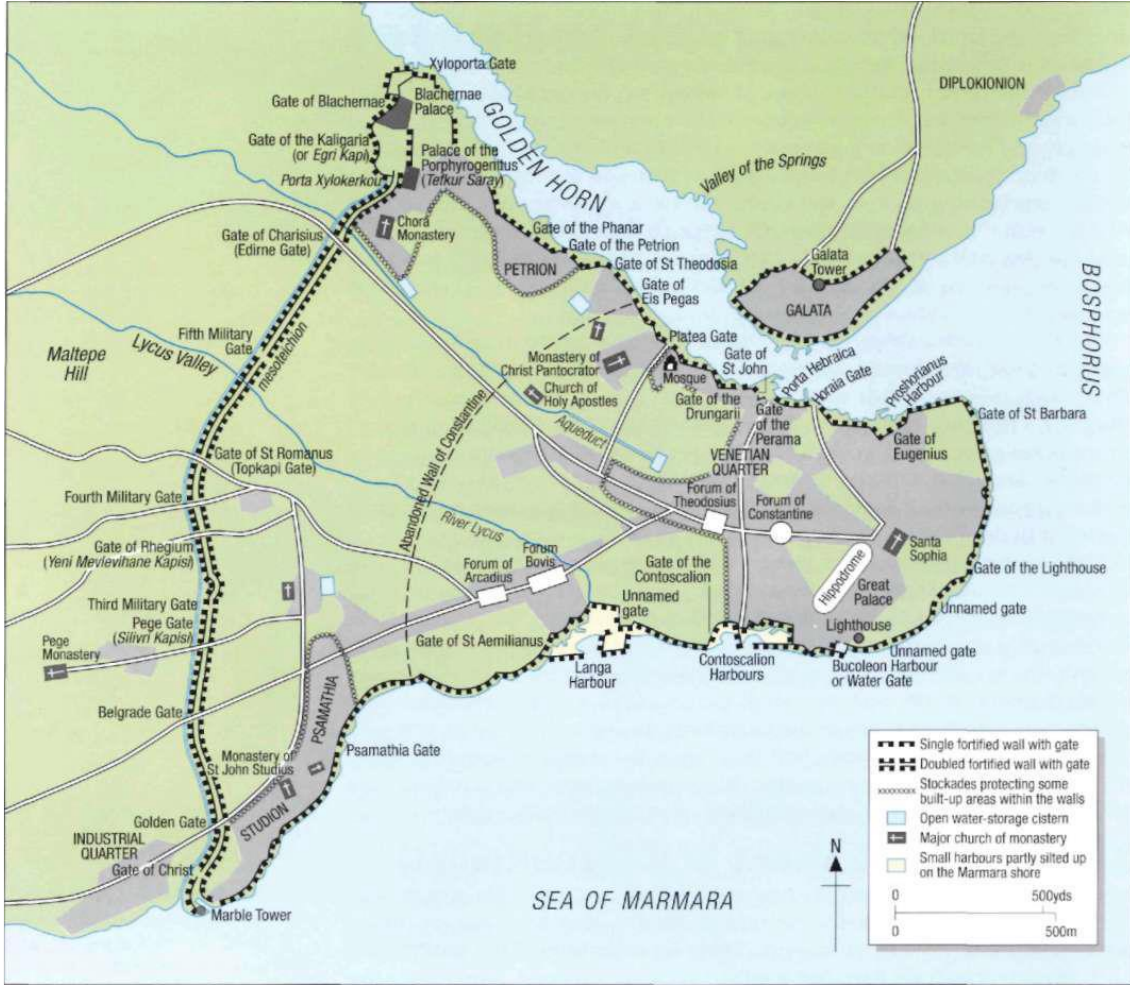 Xyloporta Gate
Gate of Blachernae
Blachernae
Palace
GOLDEN HORN
DIPLOKIONION
Gate of the Kaligaria
(or Egri Kapi)
Palace of the
Porphyrogenitus
(Tefkur Saray)
Porta Xylokerkou
Valley of the Springs
Chora
Monastery
Gate of Charisius
(Edirne Gate)
Gate of the Phanar
Gate of the Petrion
Gate of St Theodosia
PETRION
Gate of
Eis Pegas
Galata
Tower
GALATA
BOSPHORUS
Fifth Military
Gate
mesoteichion
Lycus Valley
Maltepe
Hill
Platea Gate
Monastery of
Christ Pantocrator
Mosque
Gate of
St John
Porta Hebraica
Horaia Gate
Proshorianus
Harbour
Church of
Holy Apostles
Gate of the
Drungarii
Gate
of the
Perama
Gate of St Barbara
Gate of
Eugenius
Aqueduct
Abandoned Wall of Constantine
VENETIAN
QUARTER
Gate of St Romanus
(Topkapi Gate)
Fourth Military Gate
Forum of
Theodosius
Forum of
Constantine
River Lycus
Santa
Sophia
Gate of Rhegium
(Yeni Mevlevihane Kapisi)
Forum of
Arcadius
Forum
Bovis
Gate of the
Contoscalion
Hippodrome
Great
Palace
Gate of the Lighthouse
Third Military Gate
Unnamed
gate
Unnamed gate
Pege Gate
(Silivri Kapisi)
Pege
Monastery
Gate of St Aemilianus
Lighthouse
Unnamed gate
Langa
Harbour
Contoscalion
Harbours
Bucoleon Harbour
or Water Gate
Belgrade Gate
PSAMATHIA
Psamathia Gate
Monastery of
St John Studius
Golden Gate
STUDION
INDUSTRIAL
QUARTER
Gate of Christ
Marble Tower
SEA OF MARMARA
N
Single fortified wall with gate
Doubled fortified wall with gate
Stockades protecting some
built-up areas within the walls
Open water-storage cistern
Major church of monastery
Small harbours partly silted up
on the Marmara shore
0 500yds
0 500m